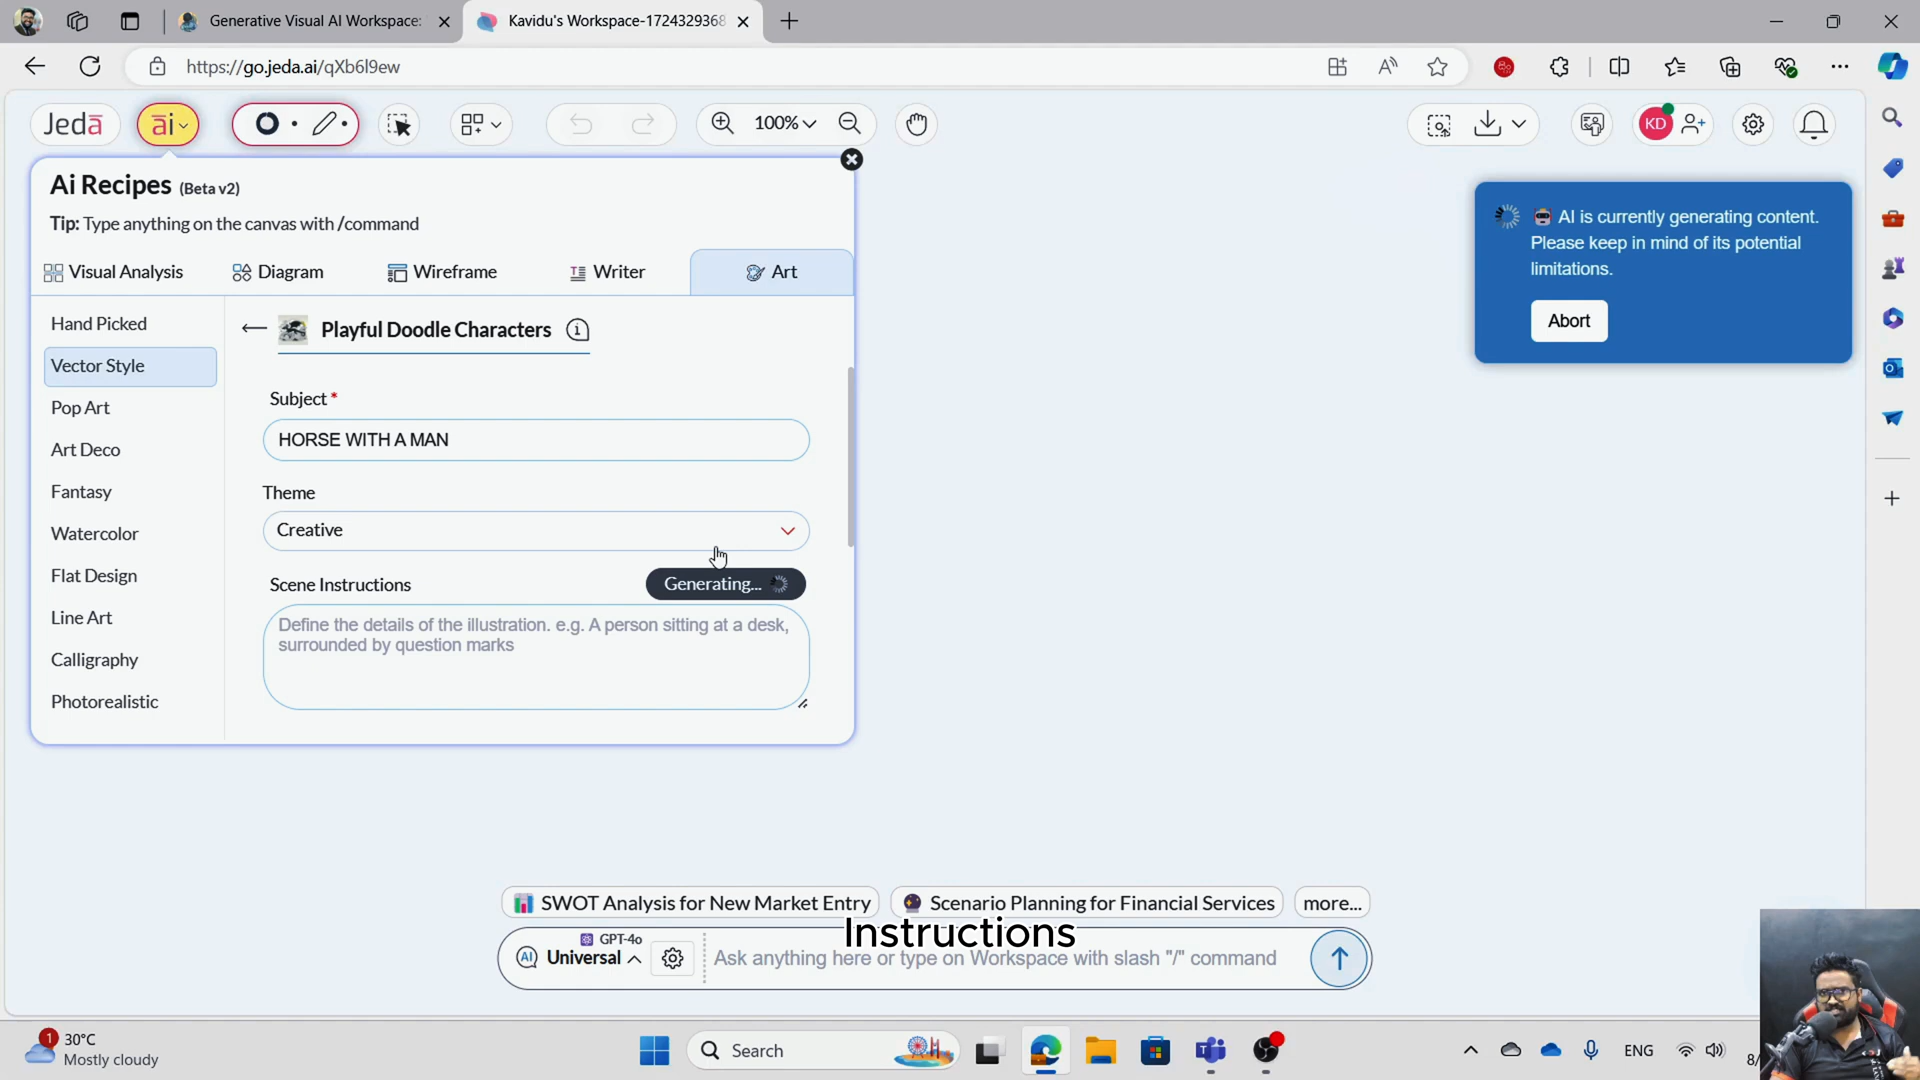 Generative Visual AI Workspace:
Kavidu's Workspace-1724329368
https://go.jeda.ai/qXb6l9ew
Jedā
āi
100%
KD
Ai Recipes (Beta v2)
Tip: Type anything on the canvas with /command
Visual Analysis
Diagram
Wireframe
Writer
Art
Hand Picked
Vector Style
Pop Art
Art Deco
Fantasy
Watercolor
Flat Design
Line Art
Calligraphy
Photorealistic
Playful Doodle Characters
Subject *
HORSE WITH A MAN
Theme
Creative
Scene Instructions
Generating...
Define the details of the illustration. e.g. A person sitting at a desk,
surrounded by question marks
AI is currently generating content.
Please keep in mind of its potential
limitations.
Abort
SWOT Analysis for New Market Entry
Scenario Planning for Financial Services
more...
Instructions
GPT-4o
AI Universal
Ask anything here or type on Workspace with slash "/" command
1
30°C
Mostly cloudy
Search
ENG
8/